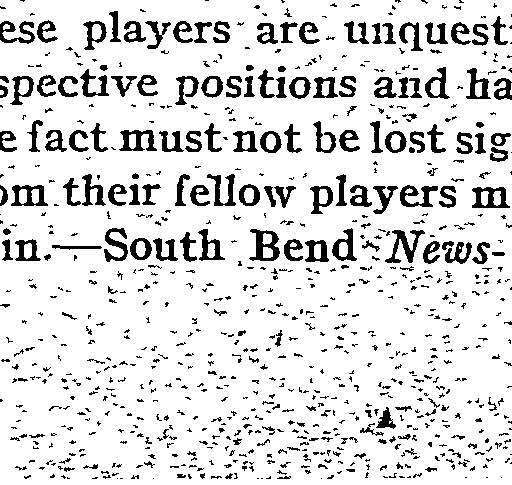 ese players are unquesti
spective positions and ha
e fact must not be lost sig
om their fellow players m
in.—South Bend News-